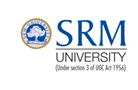 SRM
UNIVERSITY
(Under section 3 of UGC Act 1956)